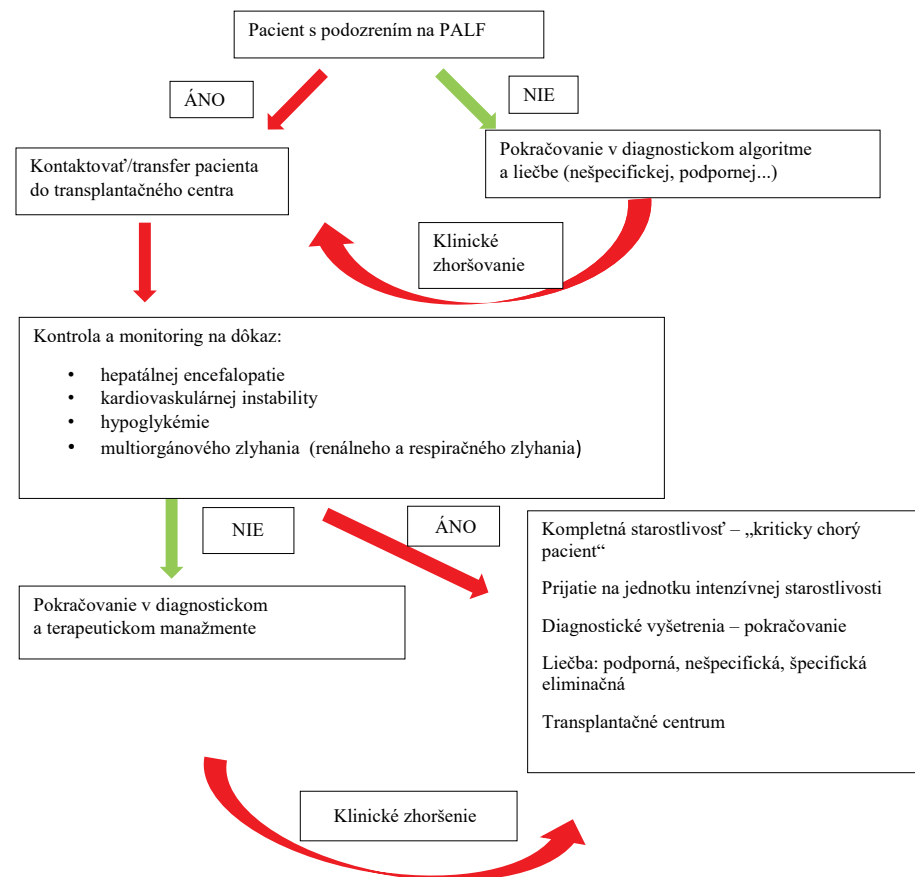 Pacient s podozrením na PALF
ÁNO
NIE
Kontaktovať/transfer pacienta
do transplantačného centra
Pokračovanie v diagnostickom algoritme
a liečbe (nešpecifickej, podpornej...)
Klinické
zhoršovanie
Kontrola a monitoring na dôkaz:
• hepatálnej encefalopatie
• kardiovaskulárnej instability
• hypoglykémie
• multiorgánového zlyhania (renálneho a respiračného zlyhania)
NIE
ÁNO
Pokračovanie v diagnostickom
a terapeutickom manažmente
Kompletná starostlivosť – „kriticky chorý
pacient“
Prijatie na jednotku intenzívnej starostlivosti
Diagnostické vyšetrenia – pokračovanie
Liečba: podporná, nešpecifická, špecifická
eliminačná
Transplantačné centrum
Klinické zhoršenie